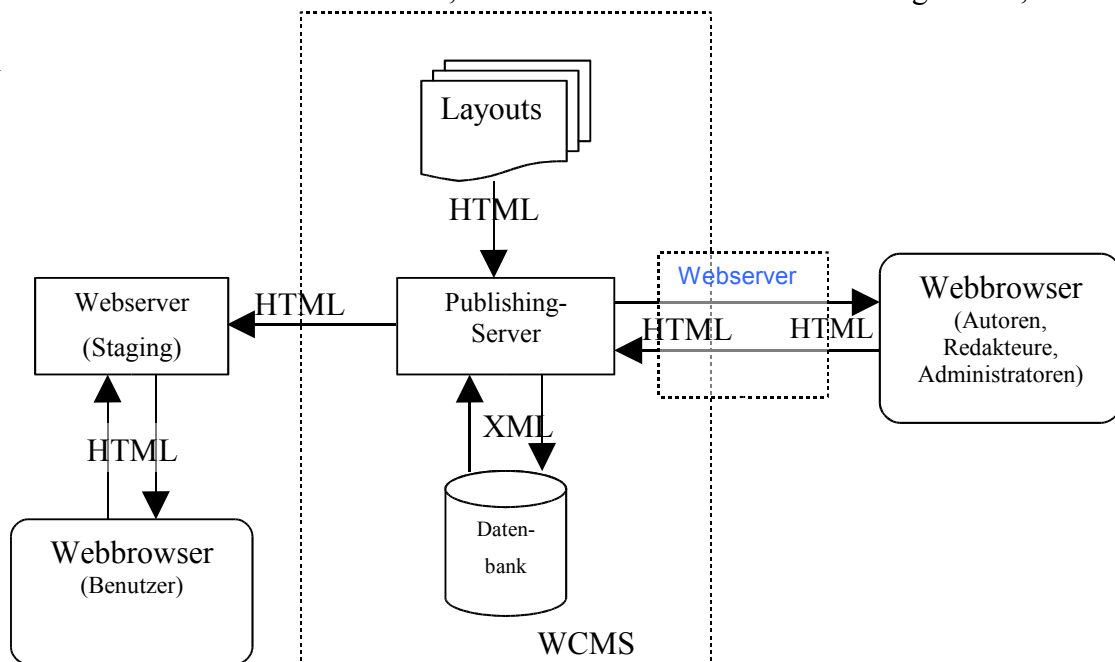 Layouts
HTML
Webserver
(Staging)
HTML
Publishing-
Server
Webserver
HTML
HTML
Webbrowser
(Autoren,
Redakteure,
Administratoren)
XML
HTML
Daten-
bank
Webbrowser
(Benutzer)
WCMS